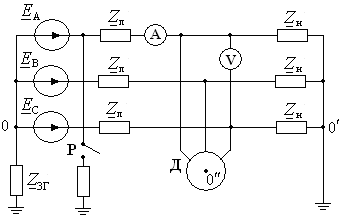 E_A Z_л A Z_н
E_B V Z_л Z_н
E_C Z_л Z_н
0 P Д 0'' 0'
Z_ЗГ